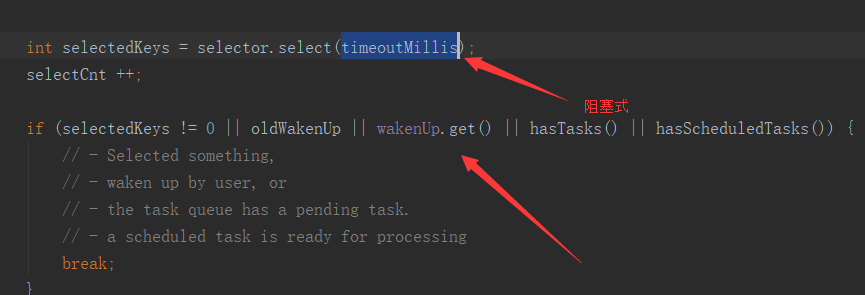 int selectedKeys = selector.select(timeoutMillis);
selectCnt ++;
阻塞式
if (selectedKeys != 0 || oldWakenUp || wakenUp.get() || hasTasks() || hasScheduledTasks()) {
// - Selected something,
// - waken up by user, or
// - the task queue has a pending task.
// - a scheduled task is ready for processing
break;
}